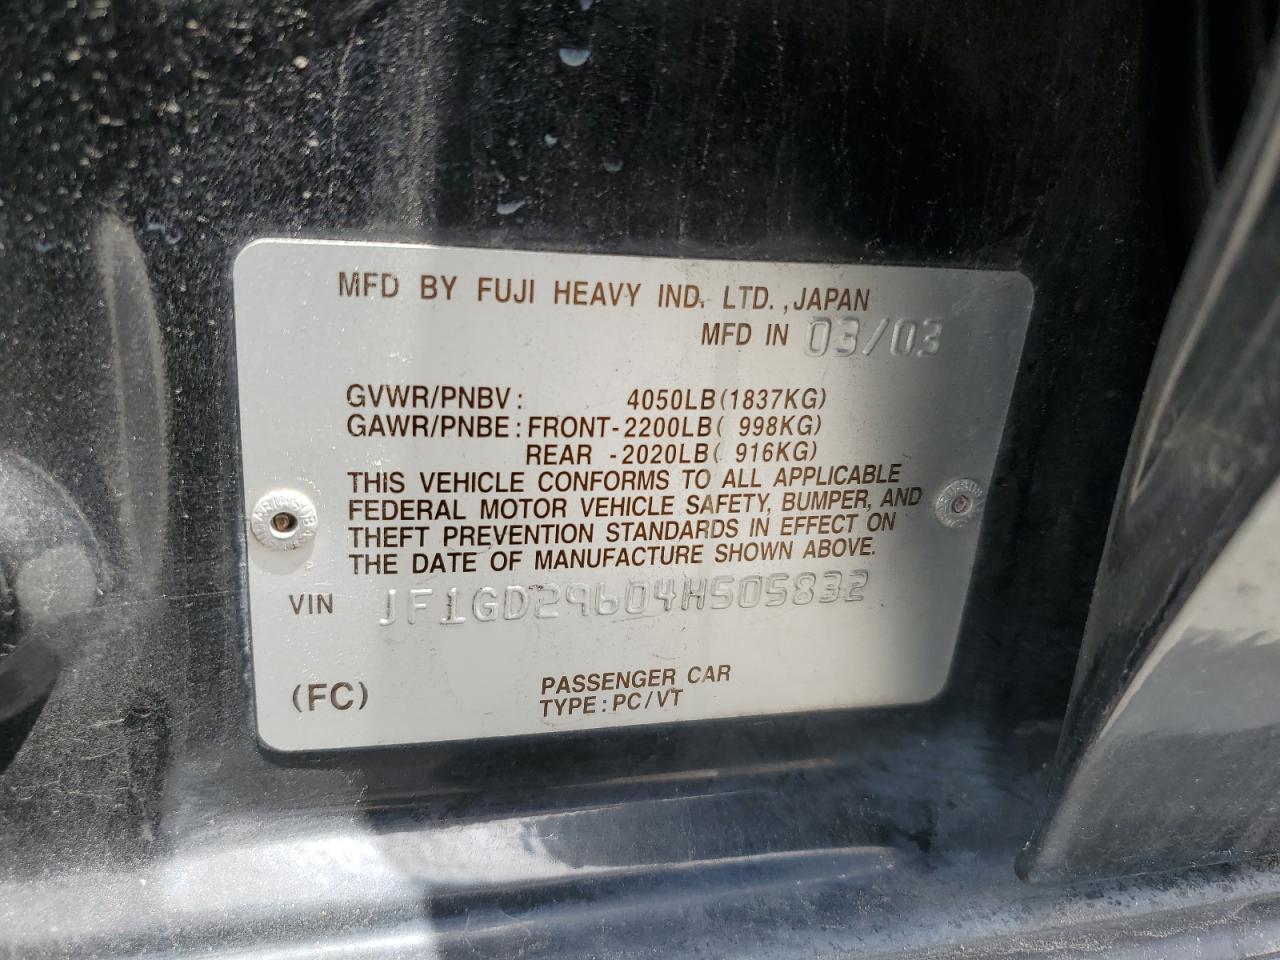 MFD BY FUJI HEAVY IND. LTD., JAPAN
MFD IN 03/03
GVWR/PNBV: 4050LB(1837KG)
GAWR/PNBE: FRONT-2200LB( 998KG)
REAR -2020LB( 916KG)
THIS VEHICLE CONFORMS TO ALL APPLICABLE
FEDERAL MOTOR VEHICLE SAFETY, BUMPER, AND
THEFT PREVENTION STANDARDS IN EFFECT ON
THE DATE OF MANUFACTURE SHOWN ABOVE.
VIN JF1GD29604H505832
(FC)
PASSENGER CAR
TYPE: PC/VT